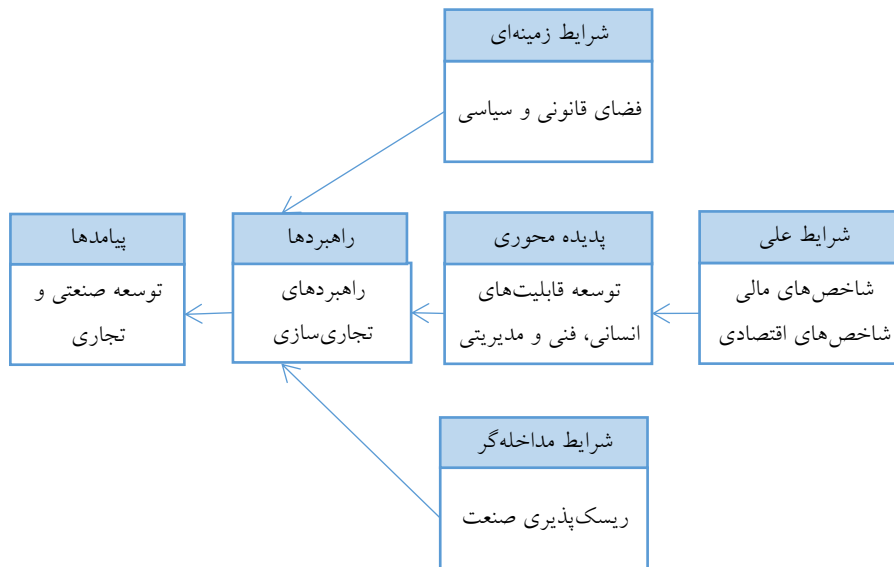 شرایط زمینه‌ای
فضای قانونی و سیاسی
شرایط علی
شاخص‌های مالی
شاخص‌های اقتصادی
پدیده محوری
توسعه قابلیت‌های
انسانی، فنی و مدیریتی
راهبردها
راهبردهای
تجاری‌سازی
پیامدها
توسعه صنعتی و
تجاری
شرایط مداخله‌گر
ریسک‌پذیری صنعت